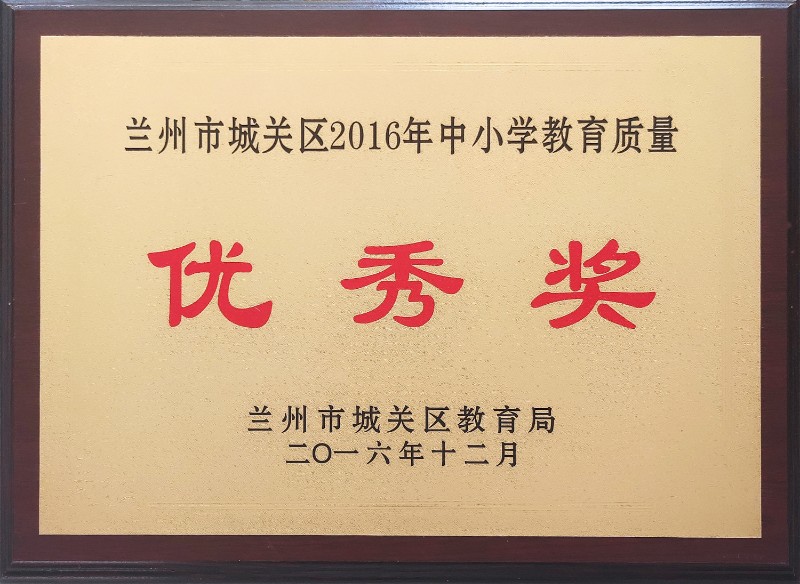 兰州市城关区2016年中小学教育质量
优秀奖
兰州市城关区教育局
二〇一六年十二月